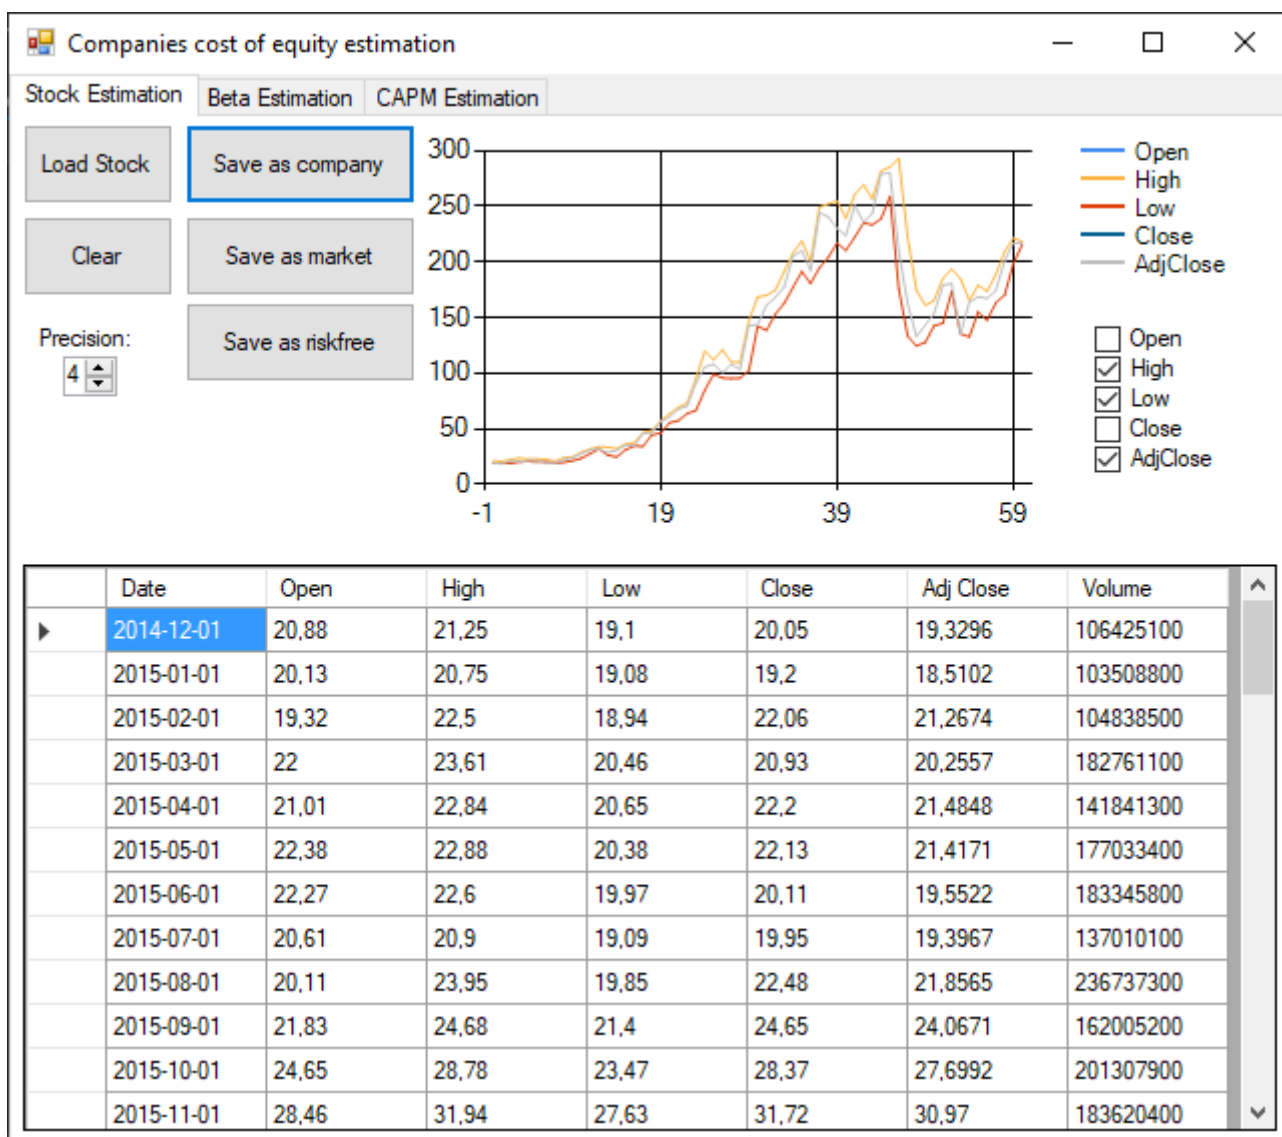 Companies cost of equity estimation
Stock Estimation Beta Estimation CAPM Estimation
Load Stock Save as company
Clear Save as market
Precision: Save as riskfree
4
300
250
200
150
100
50
0
-1 19 39 59
Open
High
Low
Close
AdjClose
Open
High
Low
Close
AdjClose
Date Open High Low Close Adj Close Volume
2014-12-01 20,88 21,25 19,1 20,05 19,3296 106425100
2015-01-01 20,13 20,75 19,08 19,2 18,5102 103508800
2015-02-01 19,32 22,5 18,94 22,06 21,2674 104838500
2015-03-01 22 23,61 20,46 20,93 20,2557 182761100
2015-04-01 21,01 22,84 20,65 22,2 21,4848 141841300
2015-05-01 22,38 22,88 20,38 22,13 21,4171 177033400
2015-06-01 22,27 22,6 19,97 20,11 19,5522 183345800
2015-07-01 20,61 20,9 19,09 19,95 19,3967 137010100
2015-08-01 20,11 23,95 19,85 22,48 21,8565 236737300
2015-09-01 21,83 24,68 21,4 24,65 24,0671 162005200
2015-10-01 24,65 28,78 23,47 28,37 27,6992 201307900
2015-11-01 28,46 31,94 27,63 31,72 30,97 183620400